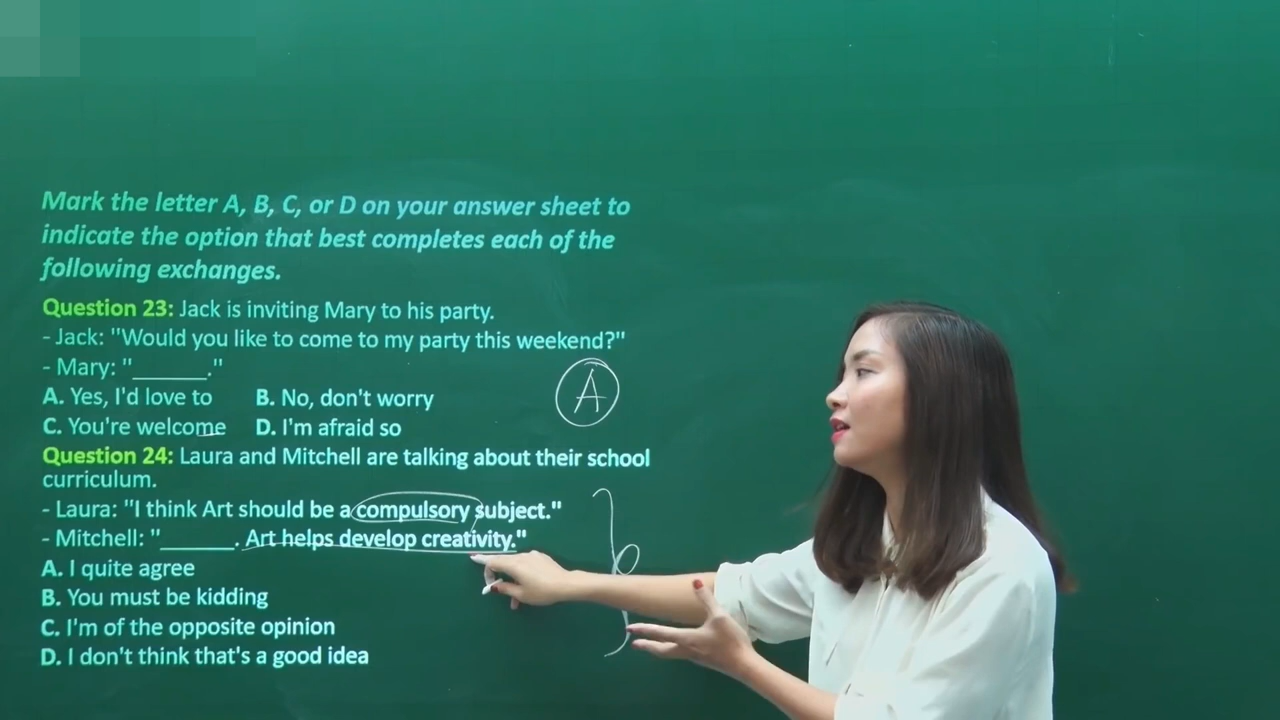 Mark the letter A, B, C, or D on your answer sheet to
indicate the option that best completes each of the
following exchanges.
Question 23: Jack is inviting Mary to his party.
- Jack: "Would you like to come to my party this weekend?"
- Mary: "_______."
A. Yes, I'd love to B. No, don't worry
A
C. You're welcome D. I'm afraid so
Question 24: Laura and Mitchell are talking about their school
curriculum.
- Laura: "I think Art should be a compulsory subject."
- Mitchell: "_______. Art helps develop creativity."
A. I quite agree
B. You must be kidding
C. I'm of the opposite opinion
D. I don't think that's a good idea